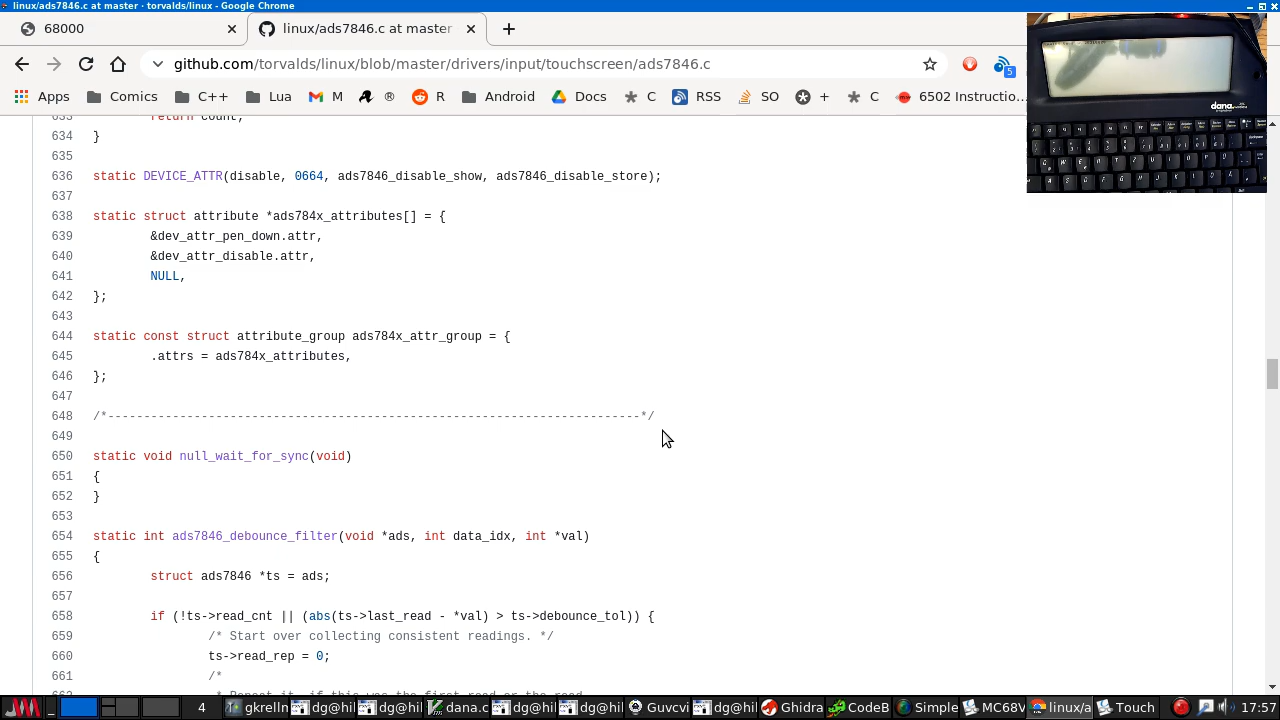 linux/ads7846.c at master · torvalds/linux - Google Chrome
68000
linux/ads7846.c at master
github.com/torvalds/linux/blob/master/drivers/input/touchscreen/ads7846.c
5
Apps Comics C++ Lua M ® R Android Docs C RSS SO + C 6502 Instructio...
dana
633 return count;
634 }
635
636 static DEVICE_ATTR(disable, 0664, ads7846_disable_show, ads7846_disable_store);
637
638 static struct attribute *ads784x_attributes[] = {
639 &dev_attr_pen_down.attr,
640 &dev_attr_disable.attr,
641 NULL,
642 };
643
644 static const struct attribute_group ads784x_attr_group = {
645 .attrs = ads784x_attributes,
646 };
647
648 /*--------------------------------------------------------------------------*/
649
650 static void null_wait_for_sync(void)
651 {
652 }
653
654 static int ads7846_debounce_filter(void *ads, int data_idx, int *val)
655 {
656 struct ads7846 *ts = ads;
657
658 if (!ts->read_cnt || (abs(ts->last_read - *val) > ts->debounce_tol)) {
659 /* Start over collecting consistent readings. */
660 ts->read_rep = 0;
661 /*
662 * Repeat it, if this was the first read or the read
4 gkrelln dg@hil dg@hil dana.c dg@hil dg@hil Guvcvi dg@hil Ghidra CodeB Simple MC68V linux/a Touch 17:57